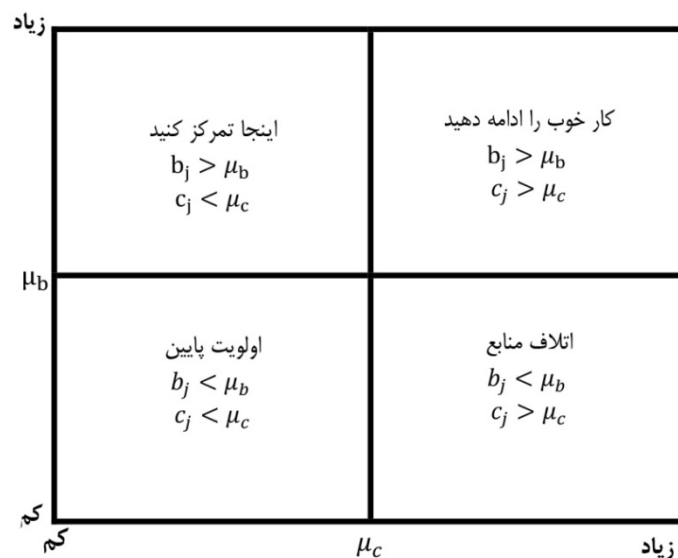 زیاد
کار خوب را ادامه دهید
b_j > μ_b
c_j > μ_c
اینجا تمرکز کنید
b_j > μ_b
c_j < μ_c
μ_b
اتلاف منابع
b_j < μ_b
c_j > μ_c
اولویت پایین
b_j < μ_b
c_j < μ_c
کم
کم
μ_c
زیاد